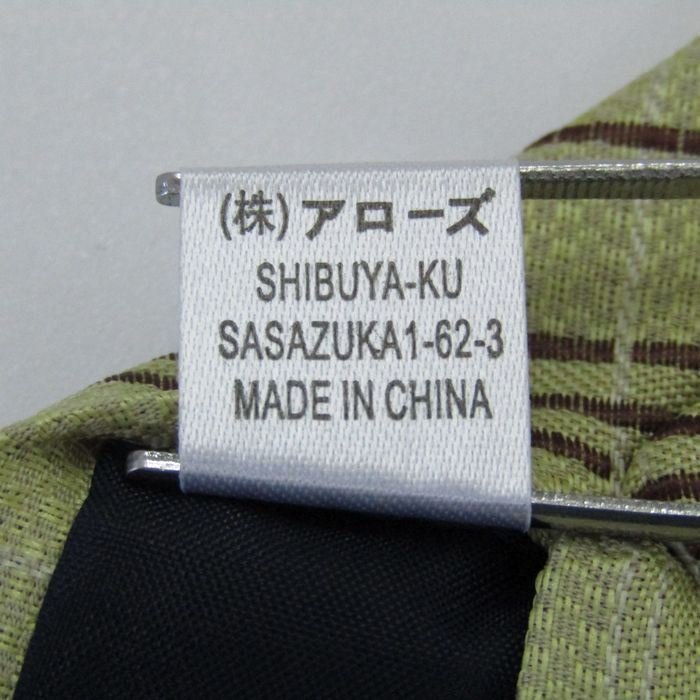 (株)アローズ
SHIBUYA-KU
SASAZUKA1-62-3
MADE IN CHINA